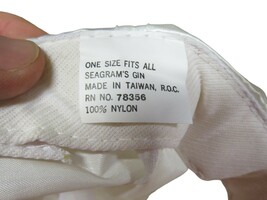 ONE SIZE FITS ALL
SEAGRAM'S GIN
MADE IN TAIWAN, R.O.C.
RN NO. 78356
100% NYLON